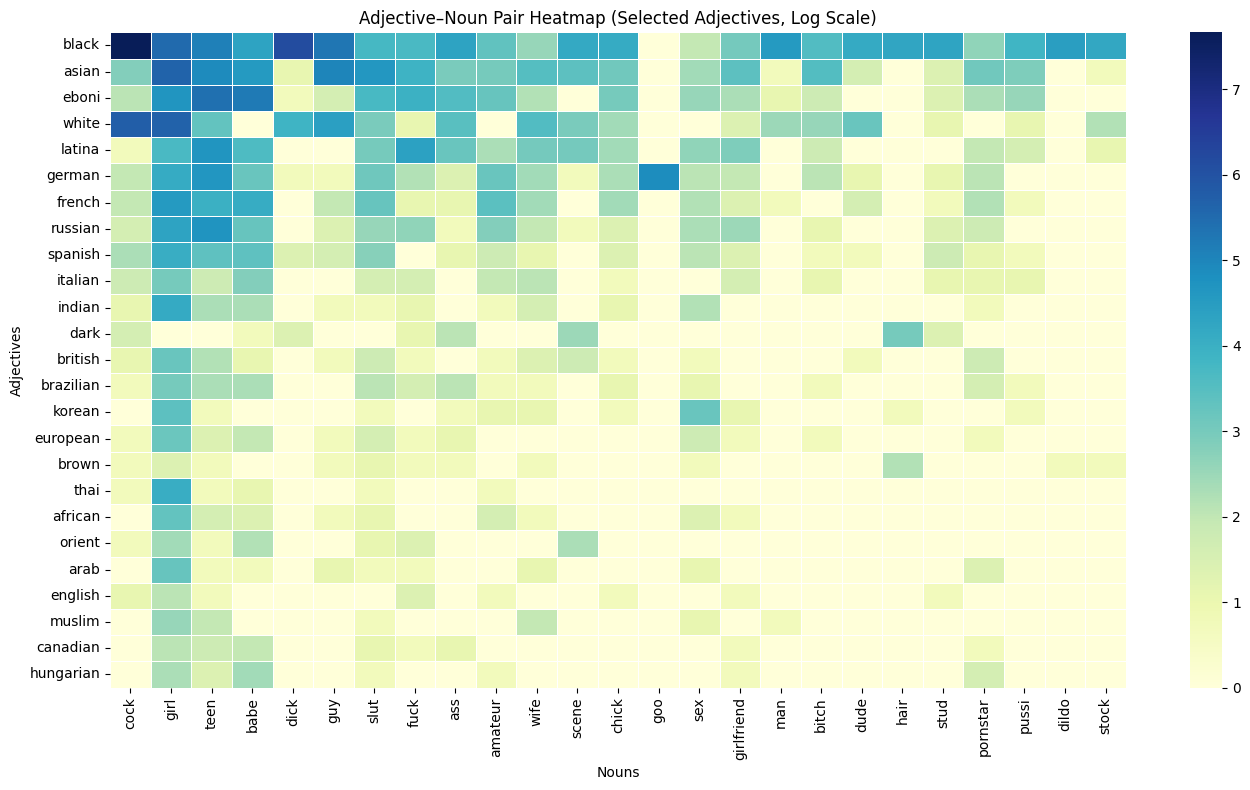 Adjective–Noun Pair Heatmap (Selected Adjectives, Log Scale)
Adjectives
black
asian
eboni
white
latina
german
french
russian
spanish
italian
indian
dark
british
brazilian
korean
european
brown
thai
african
orient
arab
english
muslim
canadian
hungarian
cock
girl
teen
babe
dick
guy
slut
fuck
ass
amateur
wife
scene
chick
goo
sex
girlfriend
man
bitch
dude
hair
stud
pornstar
pussi
dildo
stock
Nouns
7
6
5
4
3
2
1
0